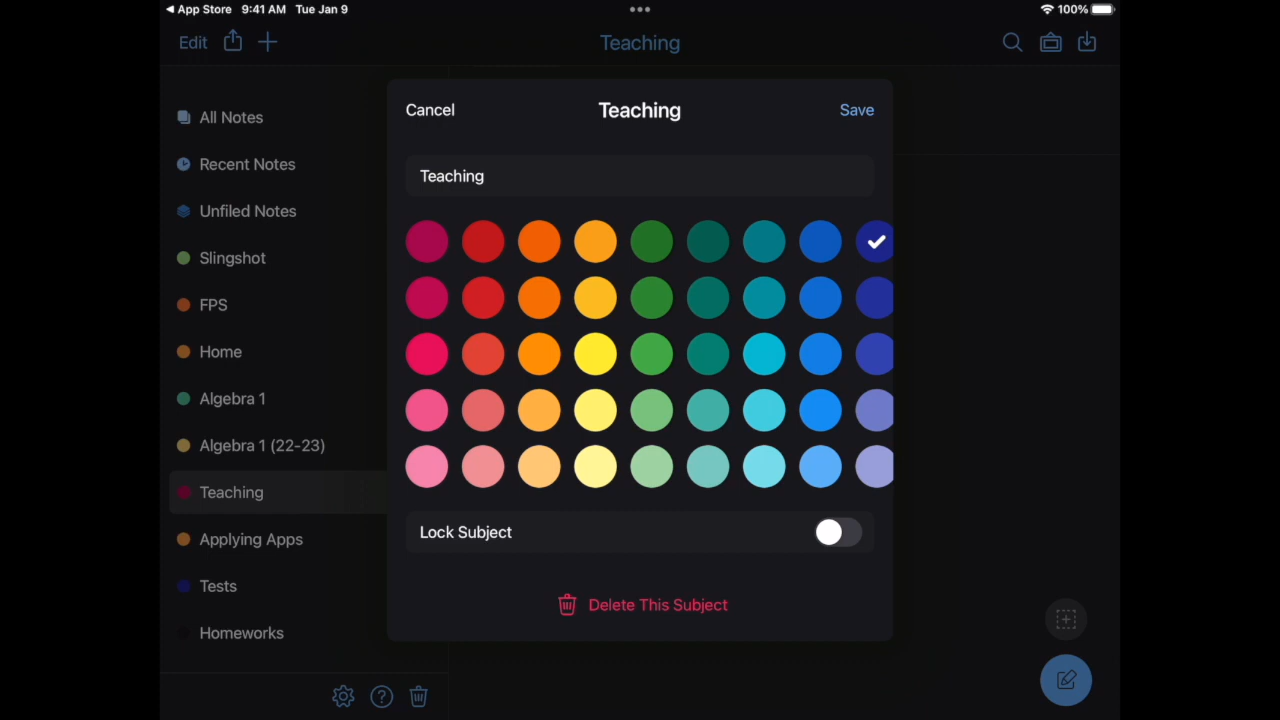 App Store 9:41 AM Tue Jan 9
100%
Edit
Teaching
All Notes
Recent Notes
Unfiled Notes
Slingshot
FPS
Home
Algebra 1
Algebra 1 (22-23)
Teaching
Applying Apps
Tests
Homeworks
Cancel
Teaching
Save
Teaching
Lock Subject
Delete This Subject